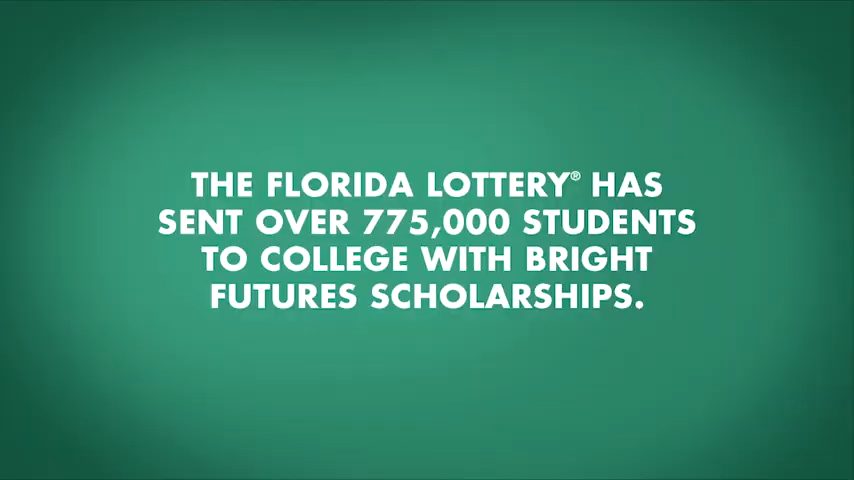 THE FLORIDA LOTTERY® HAS
SENT OVER 775,000 STUDENTS
TO COLLEGE WITH BRIGHT
FUTURES SCHOLARSHIPS.